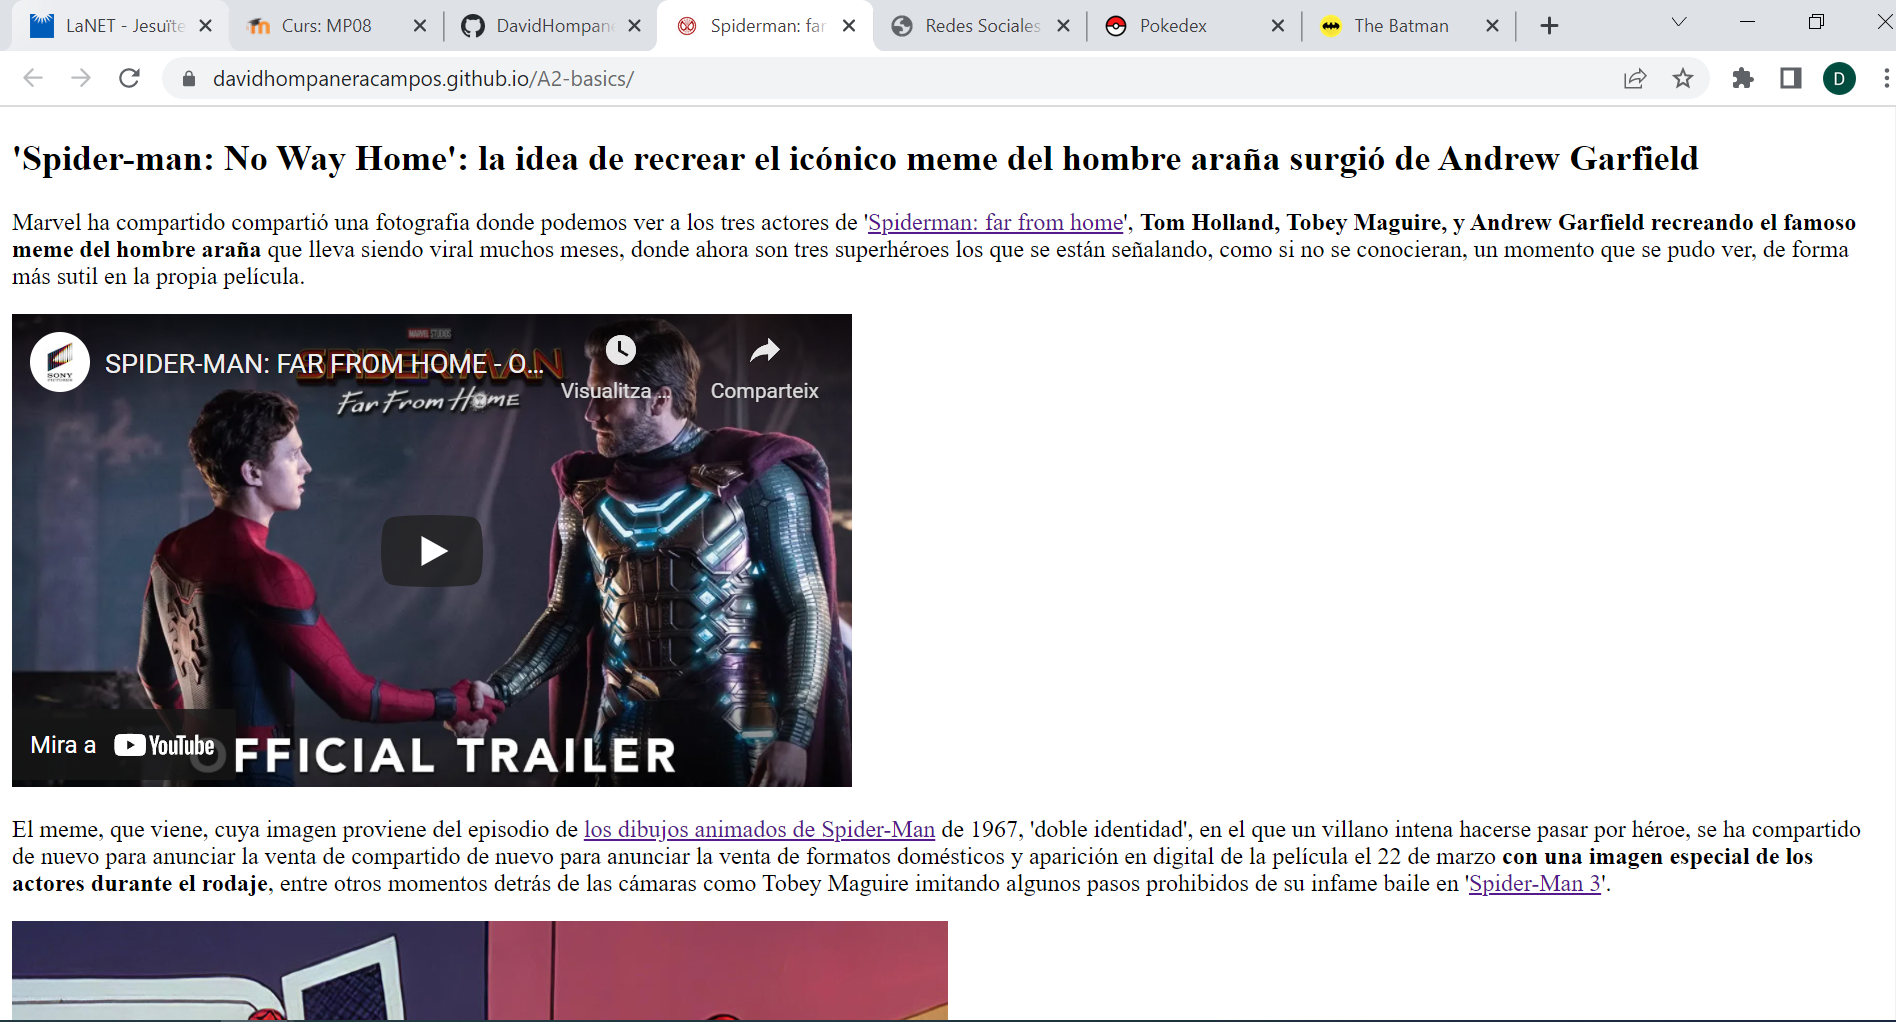 LaNET - Jesuïte
Curs: MP08
DavidHompane
Spiderman: far
Redes Sociales
Pokedex
The Batman
davidhompaneracampos.github.io/A2-basics/
D
'Spider-man: No Way Home': la idea de recrear el icónico meme del hombre araña surgió de Andrew Garfield
Marvel ha compartido compartió una fotografia donde podemos ver a los tres actores de 'Spiderman: far from home', Tom Holland, Tobey Maguire, y Andrew Garfield recreando el famoso
meme del hombre araña que lleva siendo viral muchos meses, donde ahora son tres superhéroes los que se están señalando, como si no se conocieran, un momento que se pudo ver, de forma
más sutil en la propia película.
MARVEL STUDIOS
SPIDER-MAN
Far From Home
SONY
PICTURES
SPIDER-MAN: FAR FROM HOME - O...
Visualitza ...
Comparteix
Mira a YouTube
OFFICIAL TRAILER
El meme, que viene, cuya imagen proviene del episodio de los dibujos animados de Spider-Man de 1967, 'doble identidad', en el que un villano intena hacerse pasar por héroe, se ha compartido
de nuevo para anunciar la venta de compartido de nuevo para anunciar la venta de formatos domésticos y aparición en digital de la película el 22 de marzo con una imagen especial de los
actores durante el rodaje, entre otros momentos detrás de las cámaras como Tobey Maguire imitando algunos pasos prohibidos de su infame baile en 'Spider-Man 3'.